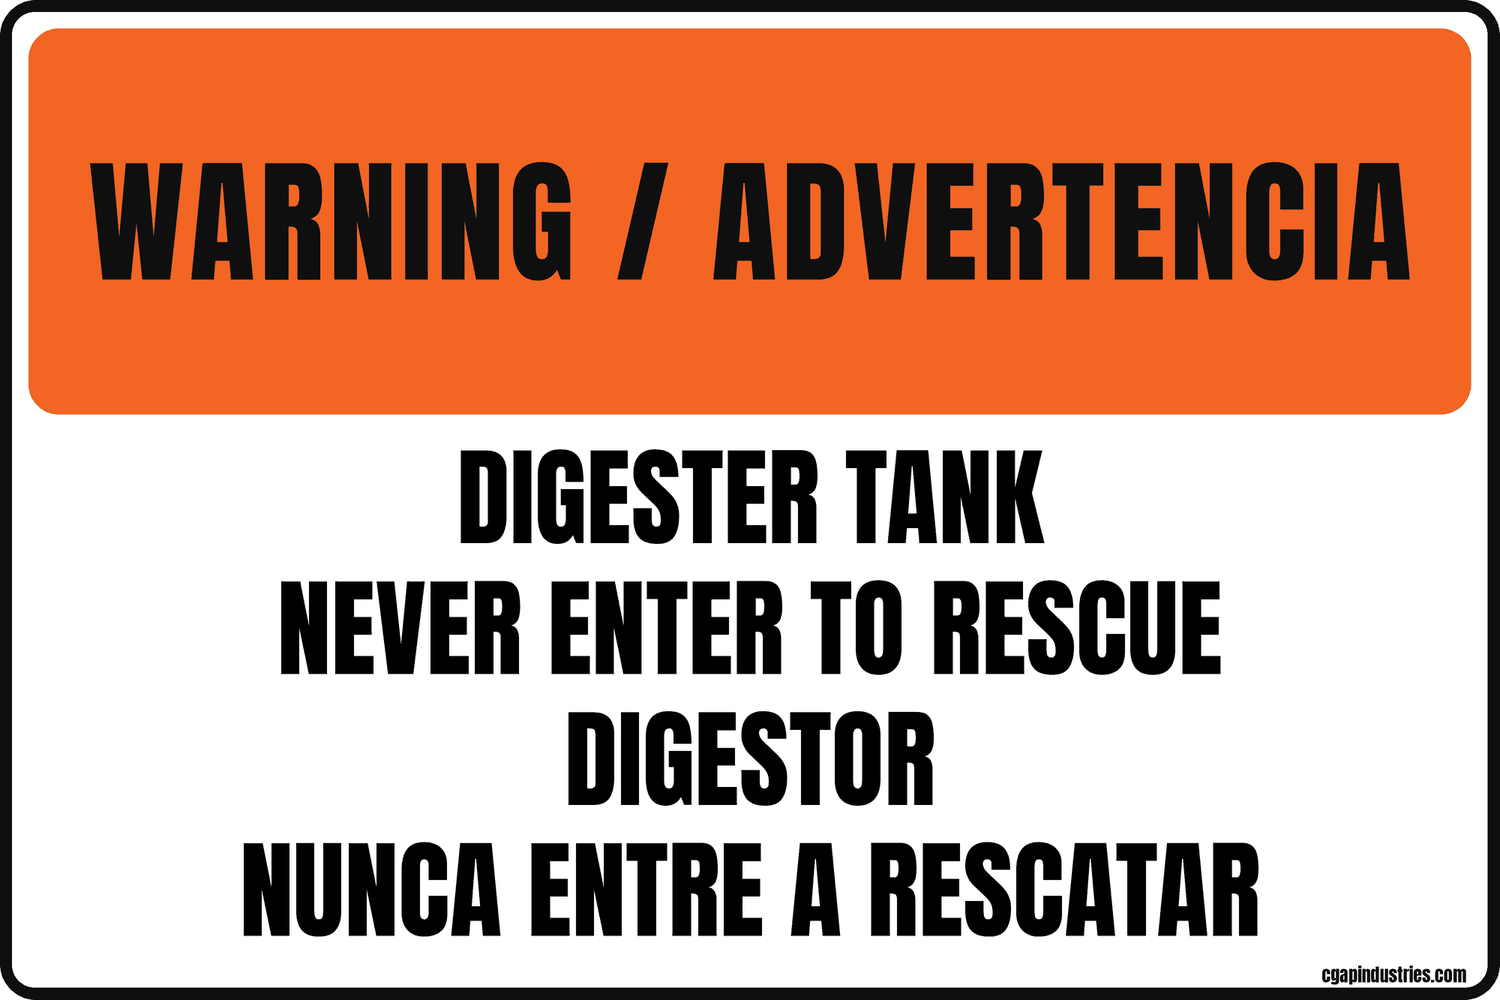 WARNING / ADVERTENCIA
DIGESTER TANK
NEVER ENTER TO RESCUE
DIGESTOR
NUNCA ENTRE A RESCATAR
cgapindustries.com